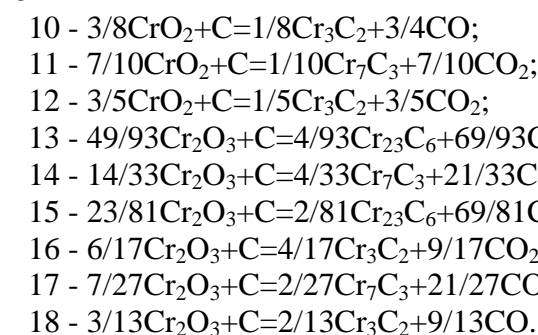 10 - 3/8CrO₂+C=1/8Cr₃C₂+3/4CO;
11 - 7/10CrO₂+C=1/10Cr₇C₃+7/10CO₂;
12 - 3/5CrO₂+C=1/5Cr₃C₂+3/5CO₂;
13 - 49/93Cr₂O₃+C=4/93Cr₂₃C₆+69/93C
14 - 14/33Cr₂O₃+C=4/33Cr₇C₃+21/33C
15 - 23/81Cr₂O₃+C=2/81Cr₂₃C₆+69/81C
16 - 6/17Cr₂O₃+C=4/17Cr₃C₂+9/17CO₂
17 - 7/27Cr₂O₃+C=2/27Cr₇C₃+21/27CO
18 - 3/13Cr₂O₃+C=2/13Cr₃C₂+9/13CO.